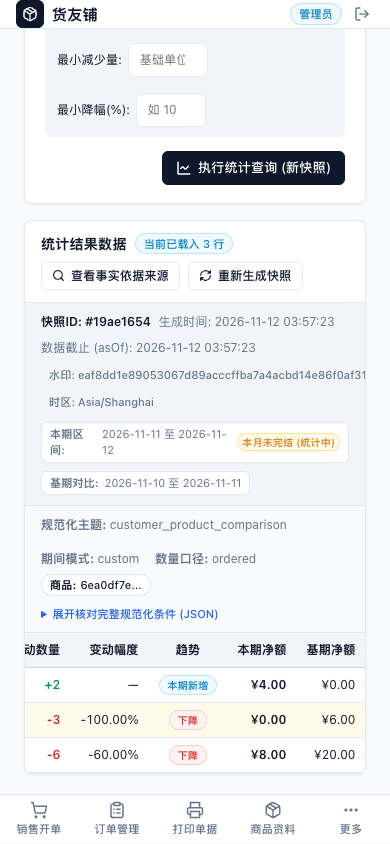 货友铺
管理员
最小减少量: 基础单位
最小降幅(%): 如 10
执行统计查询 (新快照)
统计结果数据 当前已载入 3 行
查看事实依据来源 重新生成快照
快照ID: #19ae1654 生成时间: 2026-11-12 03:57:23
数据截止 (asOf): 2026-11-12 03:57:23
水印: eaf8dd1e89053067d89acccffba7a4acbd14e86f0af31
时区: Asia/Shanghai
本期区间: 2026-11-11 至 2026-11-12 本月未完结 (统计中)
基期对比: 2026-11-10 至 2026-11-11
规范化主题: customer_product_comparison
期间模式: custom 数量口径: ordered
商品: 6ea0df7e...
展开核对完整规范化条件 (JSON)
动数量 变动幅度 趋势 本期净额 基期净额
+2 — 本期新增 ¥4.00 ¥0.00
-3 -100.00% 下降 ¥0.00 ¥6.00
-6 -60.00% 下降 ¥8.00 ¥20.00
销售开单 订单管理 打印单据 商品资料 更多